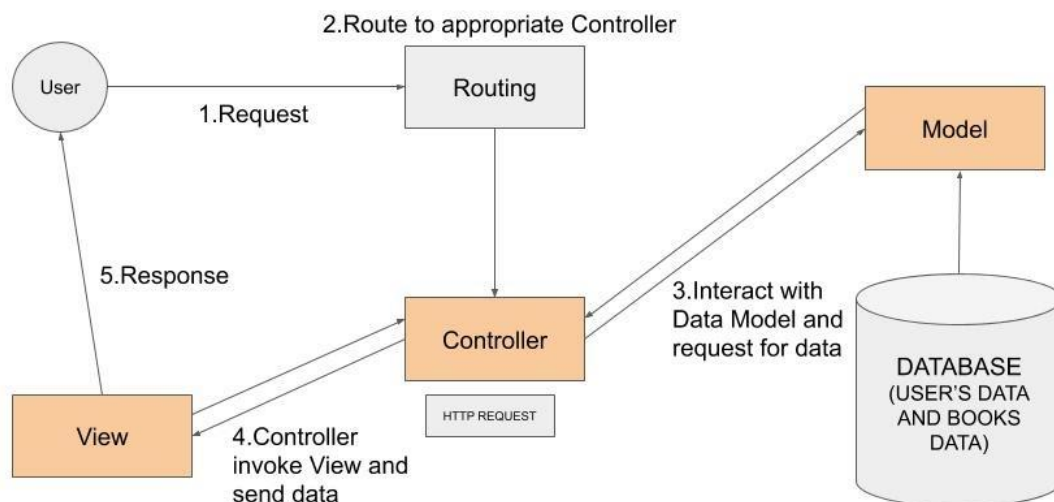 2.Route to appropriate Controller
User
Routing
1.Request
Model
5.Response
3.Interact with
Data Model and
request for data
Controller
DATABASE
(USER'S DATA
AND BOOKS
DATA)
HTTP REQUEST
View
4.Controller
invoke View and
send data